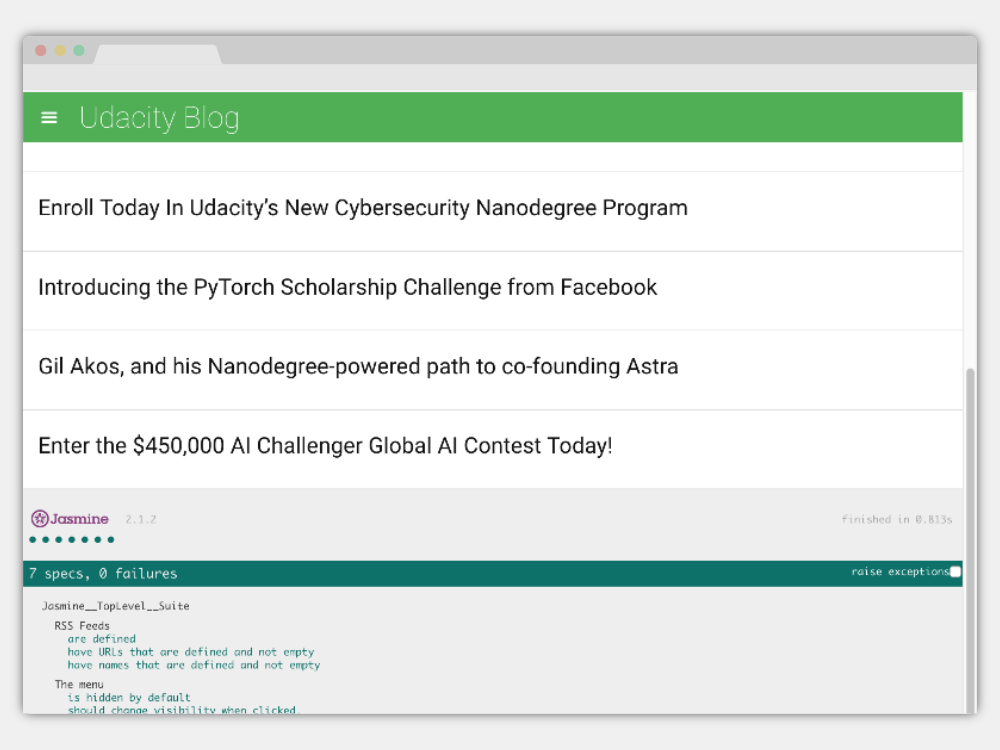 Udacity Blog
Enroll Today In Udacity’s New Cybersecurity Nanodegree Program
Introducing the PyTorch Scholarship Challenge from Facebook
Gil Akos, and his Nanodegree-powered path to co-founding Astra
Enter the $450,000 AI Challenger Global AI Contest Today!
Jasmine 2.1.2 finished in 0.813s
7 specs, 0 failures raise exceptions
Jasmine__TopLevel__Suite
RSS Feeds
are defined
have URLs that are defined and not empty
have names that are defined and not empty
The menu
is hidden by default
should change visibility when clicked.